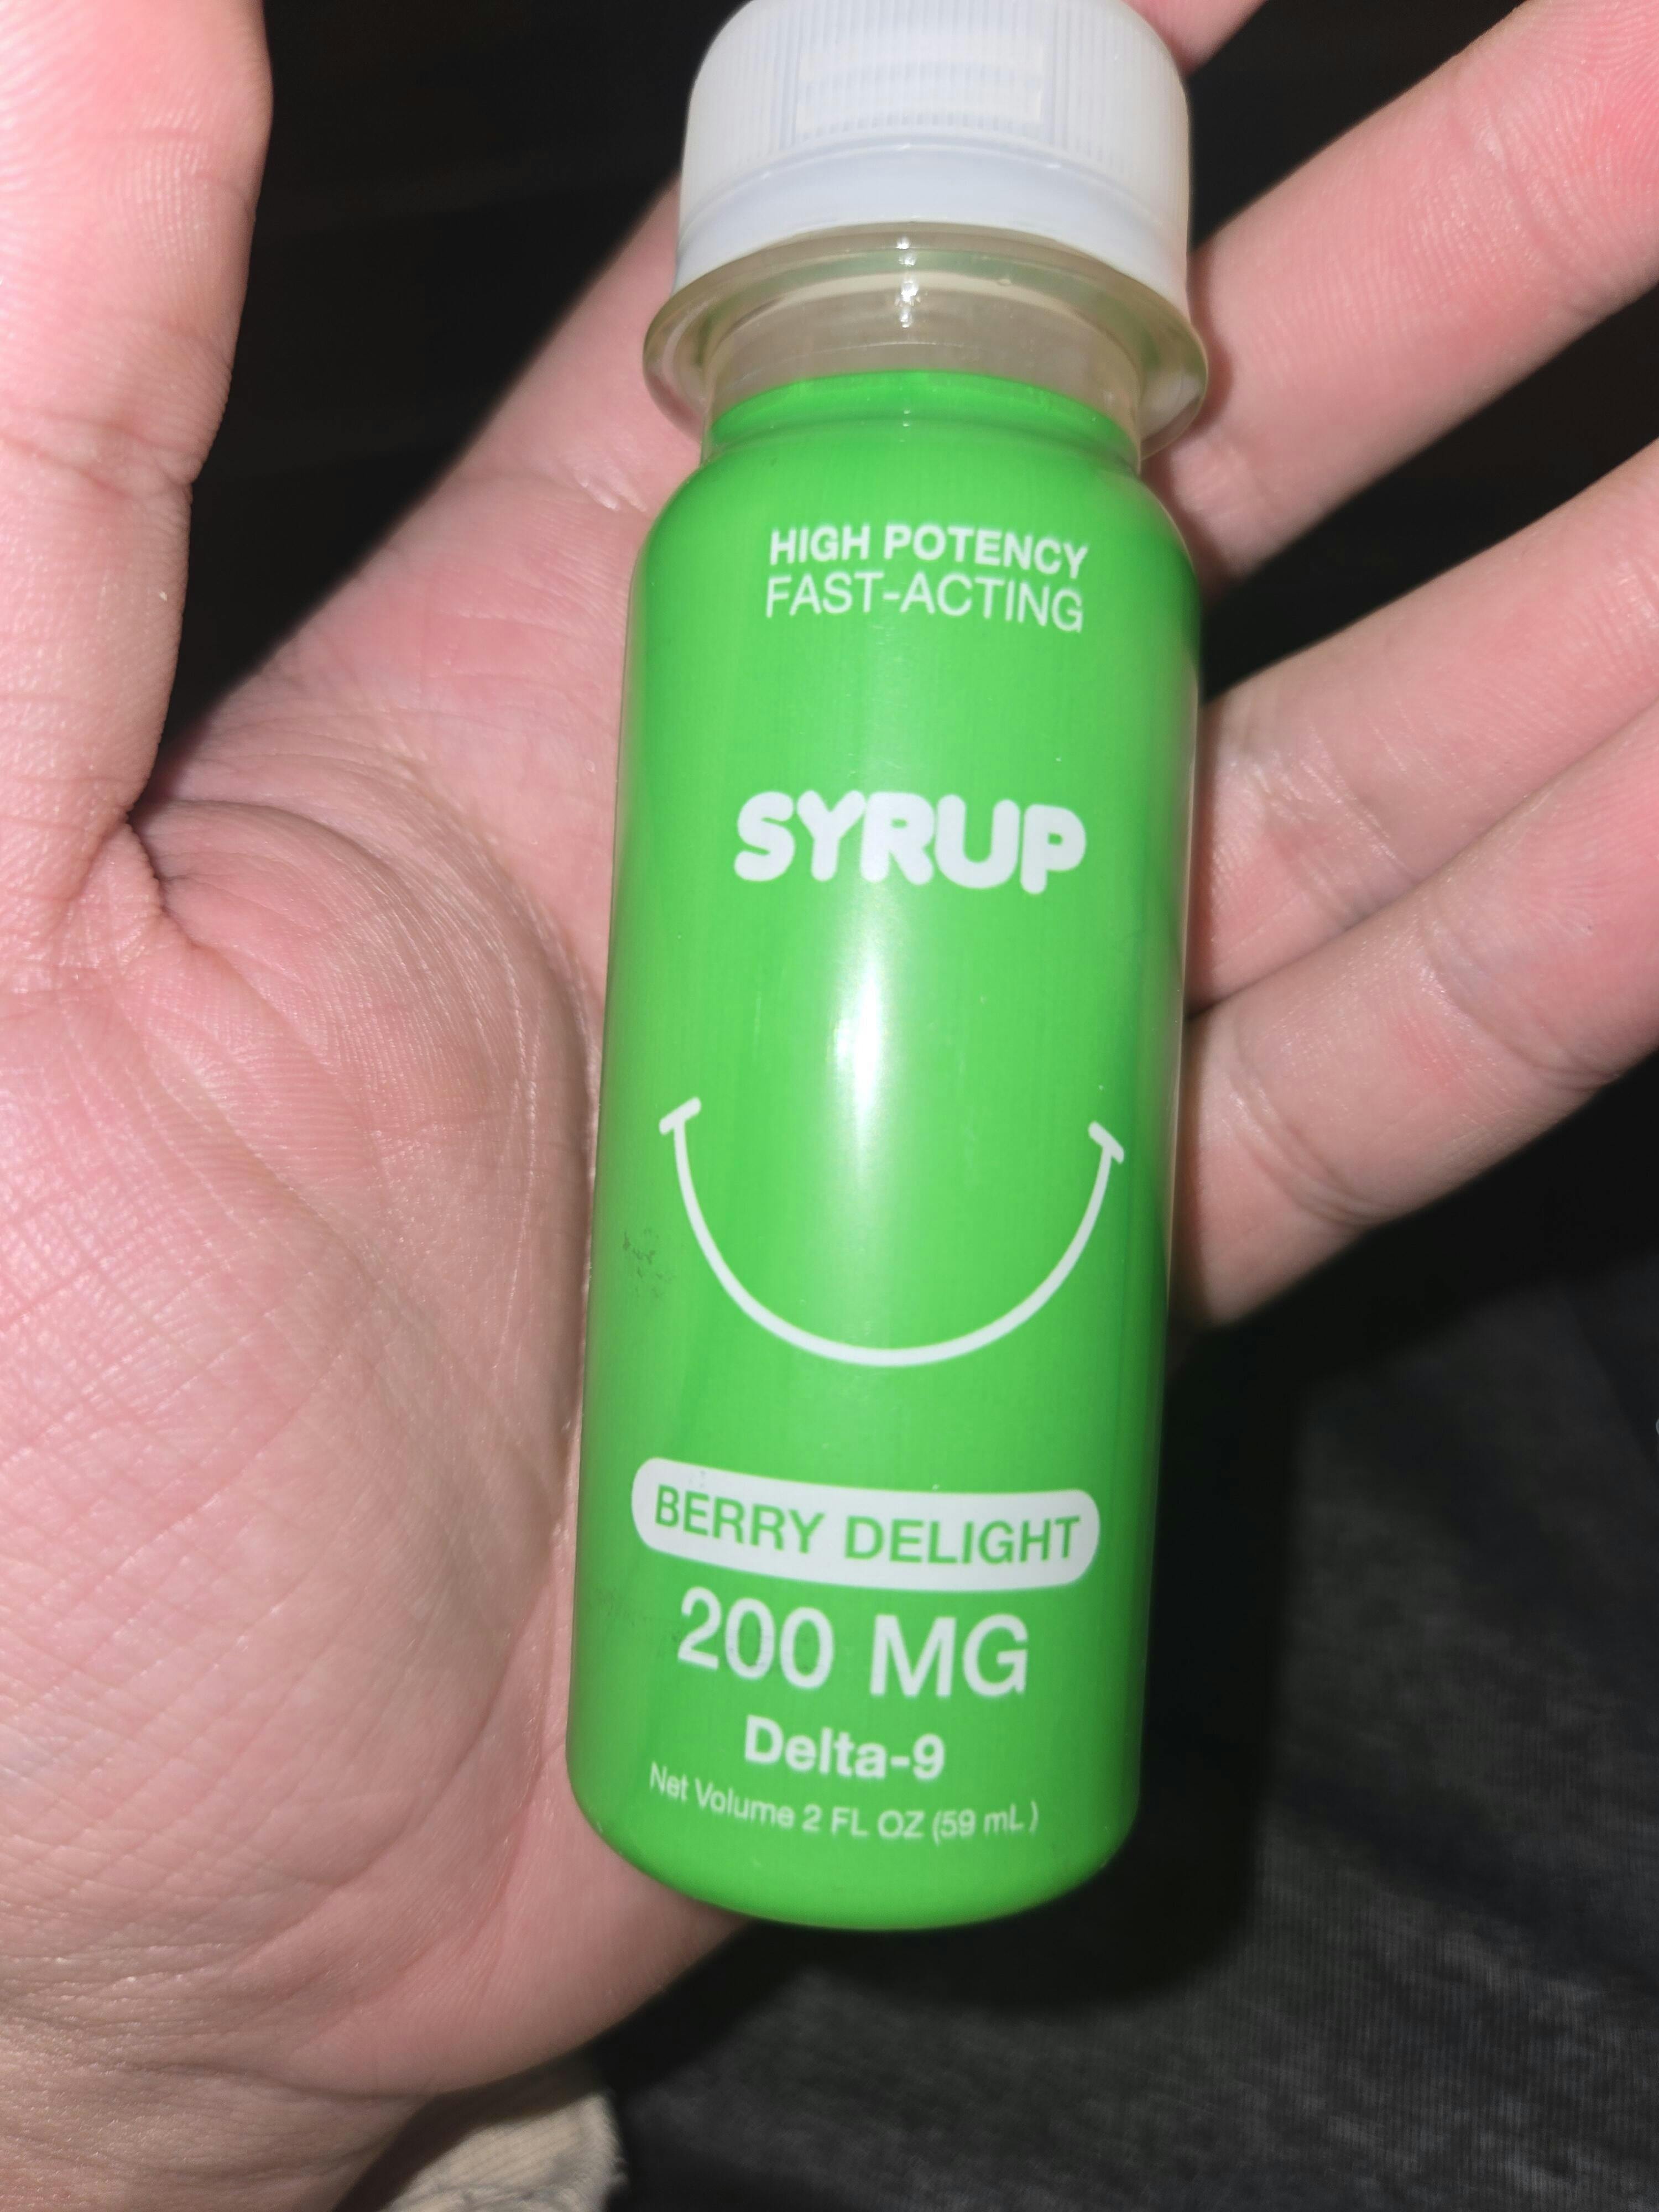 HIGH POTENCY
FAST-ACTING
SYRUP
BERRY DELIGHT
200 MG
Delta-9
Net Volume 2 FL OZ (59 mL)